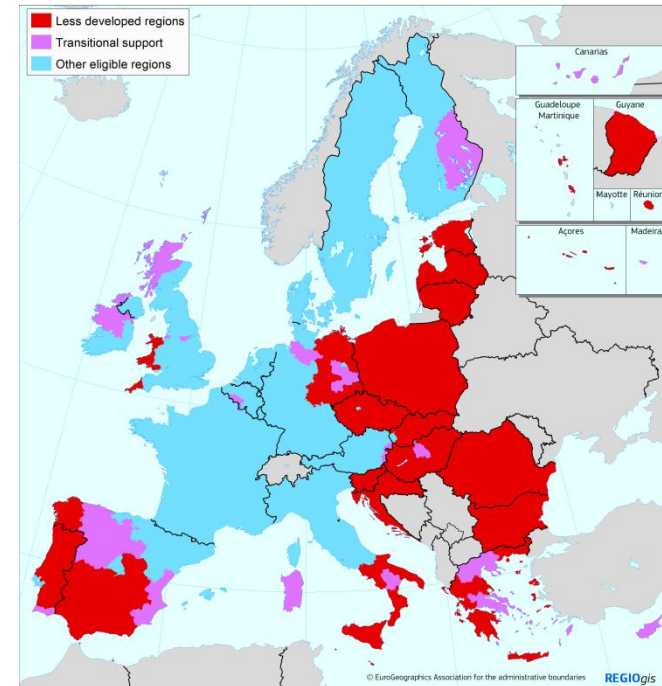 Less developed regions
Transitional support
Other eligible regions
Canarias
Guadeloupe
Martinique
Guyane
Mayotte
Réunion
Açores
Madeira
© EuroGeographics Association for the administrative boundaries
REGIOgis